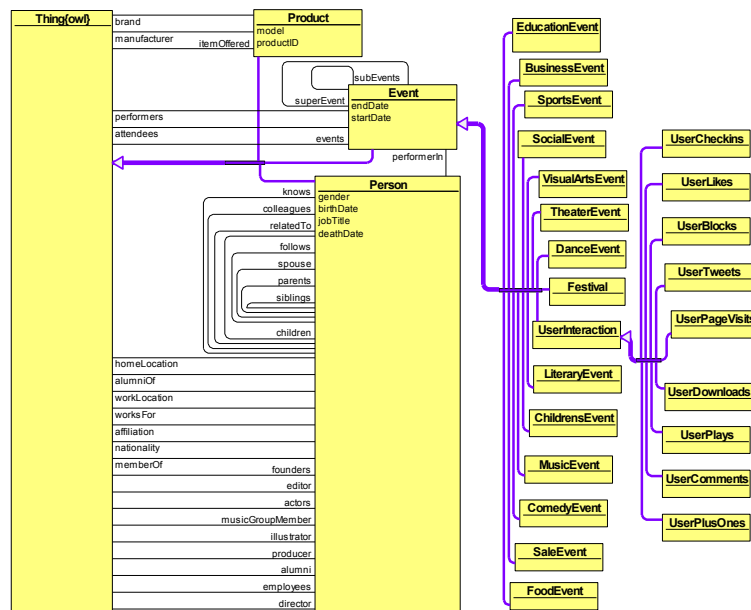 Thing{owl}
brand
manufacturer
itemOffered
Product
model
productID
subEvents
superEvent
Event
endDate
startDate
performers
attendees
events
performerIn
Person
gender
birthDate
jobTitle
deathDate
knows
colleagues
relatedTo
follows
spouse
parents
siblings
children
homeLocation
alumniOf
workLocation
worksFor
affiliation
nationality
memberOf
founders
editor
actors
musicGroupMember
illustrator
producer
alumni
employees
director
EducationEvent
BusinessEvent
SportsEvent
SocialEvent
VisualArtsEvent
TheaterEvent
DanceEvent
Festival
UserInteraction
LiteraryEvent
ChildrensEvent
MusicEvent
ComedyEvent
SaleEvent
FoodEvent
UserCheckins
UserLikes
UserBlocks
UserTweets
UserPageVisits
UserDownloads
UserPlays
UserComments
UserPlusOnes